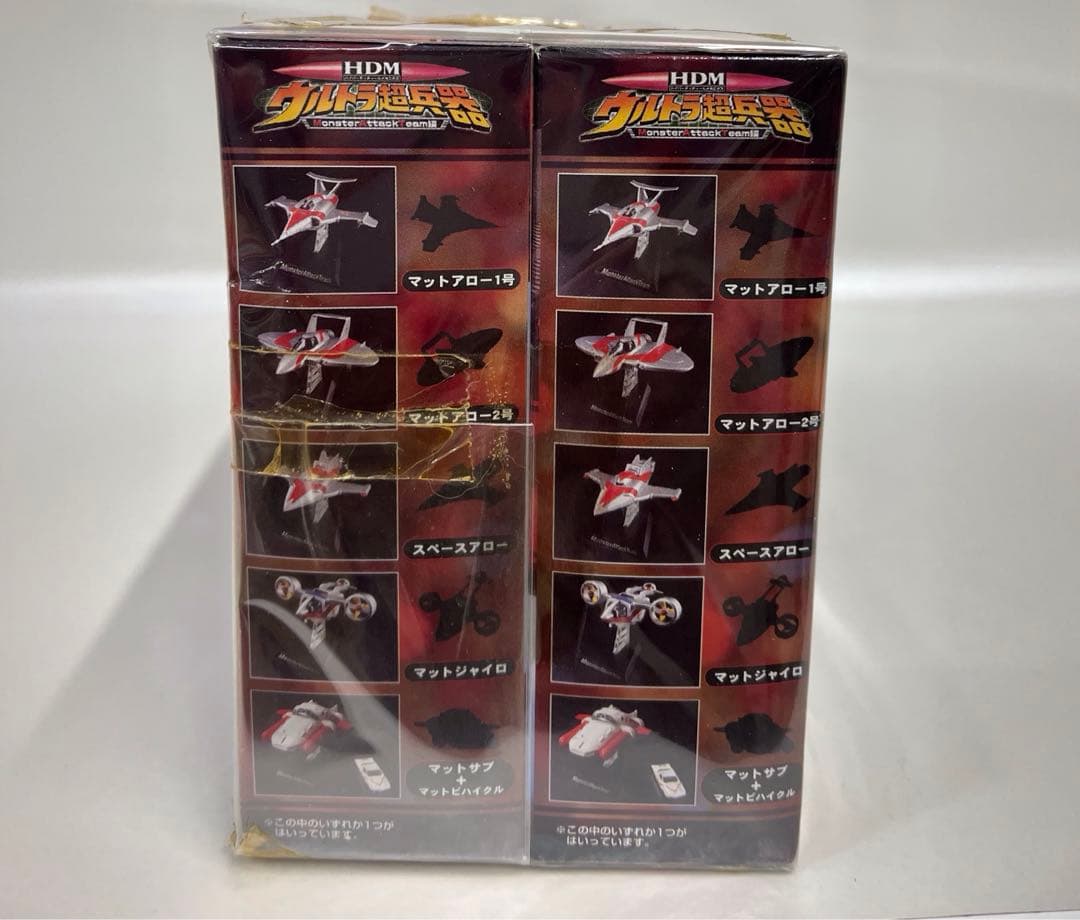 HDM
ウルトラ超兵器
MonsterAttackTeam編
MonsterAttackTeam
マットアロー1号
マットアロー2号
スペースアロー
マットジャイロ
マットサブ
+
マットビハイクル
※この中のいずれか1つが
はいっています。
HDM
ウルトラ超兵器
MonsterAttackTeam編
MonsterAttackTeam
マットアロー1号
マットアロー2号
スペースアロー
マットジャイロ
マットサブ
+
マットビハイクル
※この中のいずれか1つが
はいっています。